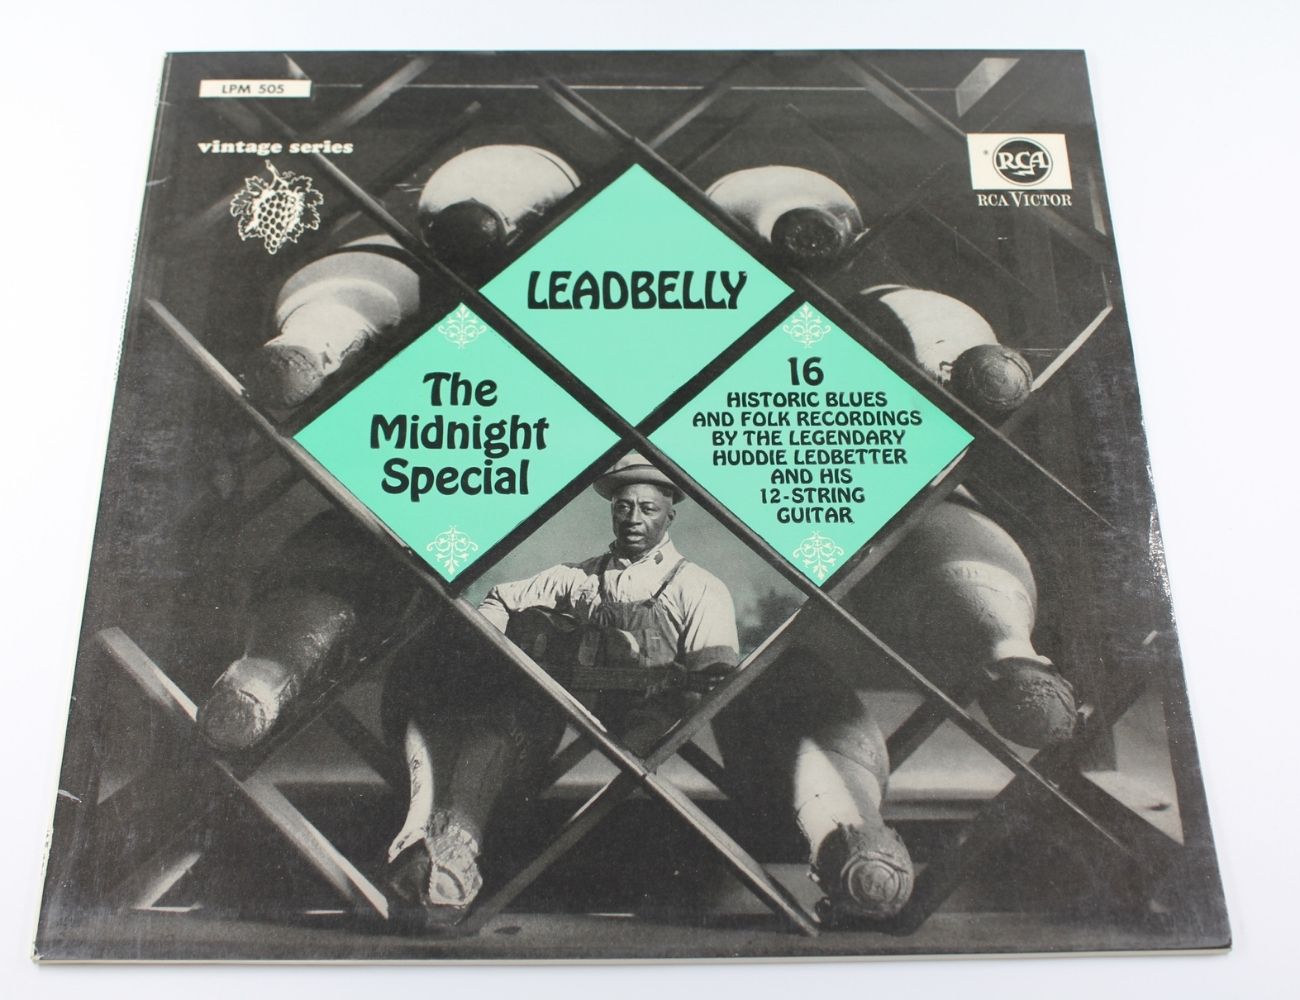 LPM 505
vintage series
RCA
RCA VICTOR
LEADBELLY
The
Midnight
Special
16
HISTORIC BLUES
AND FOLK RECORDINGS
BY THE LEGENDARY
HUDDIE LEDBETTER
AND HIS
12-STRING
GUITAR